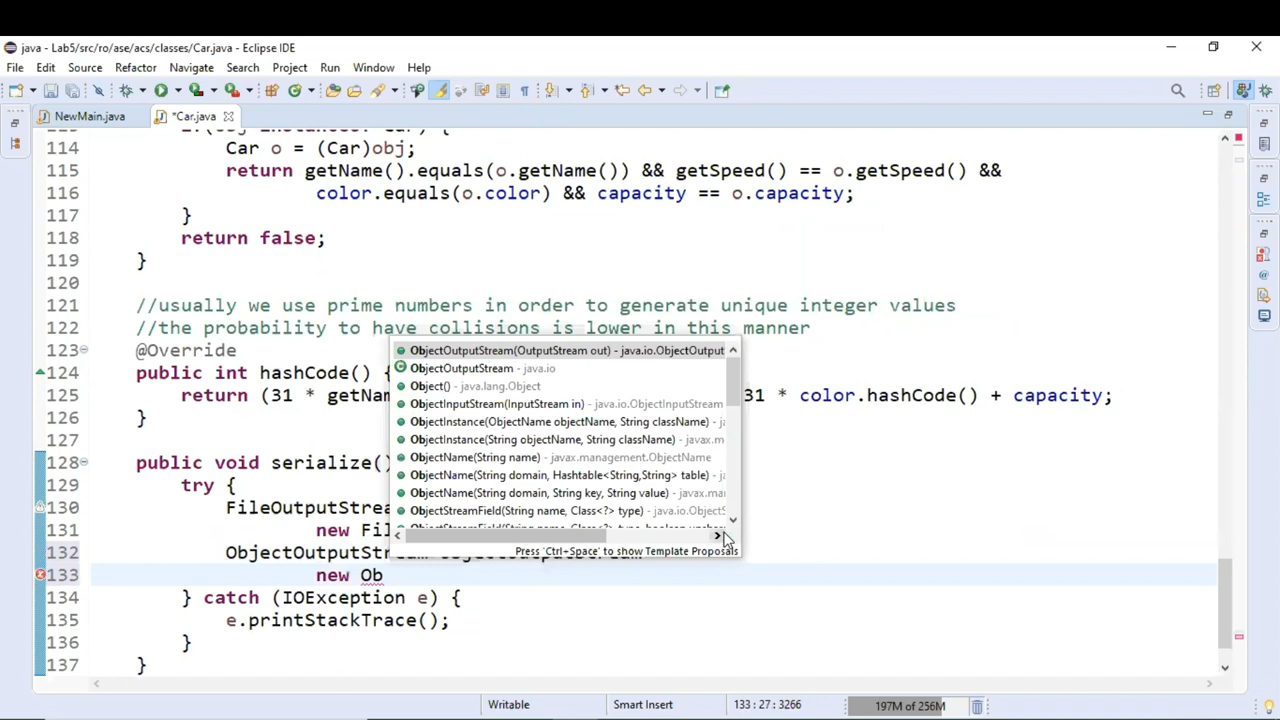 java - Lab5/src/ro/ase/acs/classes/Car.java - Eclipse IDE
File Edit Source Refactor Navigate Search Project Run Window Help
NewMain.java *Car.java
114 Car o = (Car)obj;
115 return getName().equals(o.getName()) && getSpeed() == o.getSpeed() &&
116 color.equals(o.color) && capacity == o.capacity;
117 }
118 return false;
119 }
120
121 //usually we use prime numbers in order to generate unique integer values
122 //the probability to have collisions is lower in this manner
123 @Override
124 public int hashCode() {
125 return (31 * getNam 31 * color.hashCode() + capacity;
126 }
127
128 public void serialize()
129 try {
130 FileOutputStrea
131 new Fil
132 ObjectOutputStream
133 new Ob
134 } catch (IOException e) {
135 e.printStackTrace();
136 }
137 }
ObjectOutputStream(OutputStream out) - java.io.ObjectOutput
ObjectOutputStream - java.io
Object() - java.lang.Object
ObjectInputStream(InputStream in) - java.io.ObjectInputStream
ObjectInstance(ObjectName objectName, String className) - ja
ObjectInstance(String objectName, String className) - javax.m
ObjectName(String name) - javax.management.ObjectName
ObjectName(String domain, Hashtable<String,String> table) - ja
ObjectName(String domain, String key, String value) - javax.ma
ObjectStreamField(String name, Class<?> type) - java.io.ObjectS
Press 'Ctrl+Space' to show Template Proposals
Writable Smart Insert 133 : 27 : 3266 197M of 256M